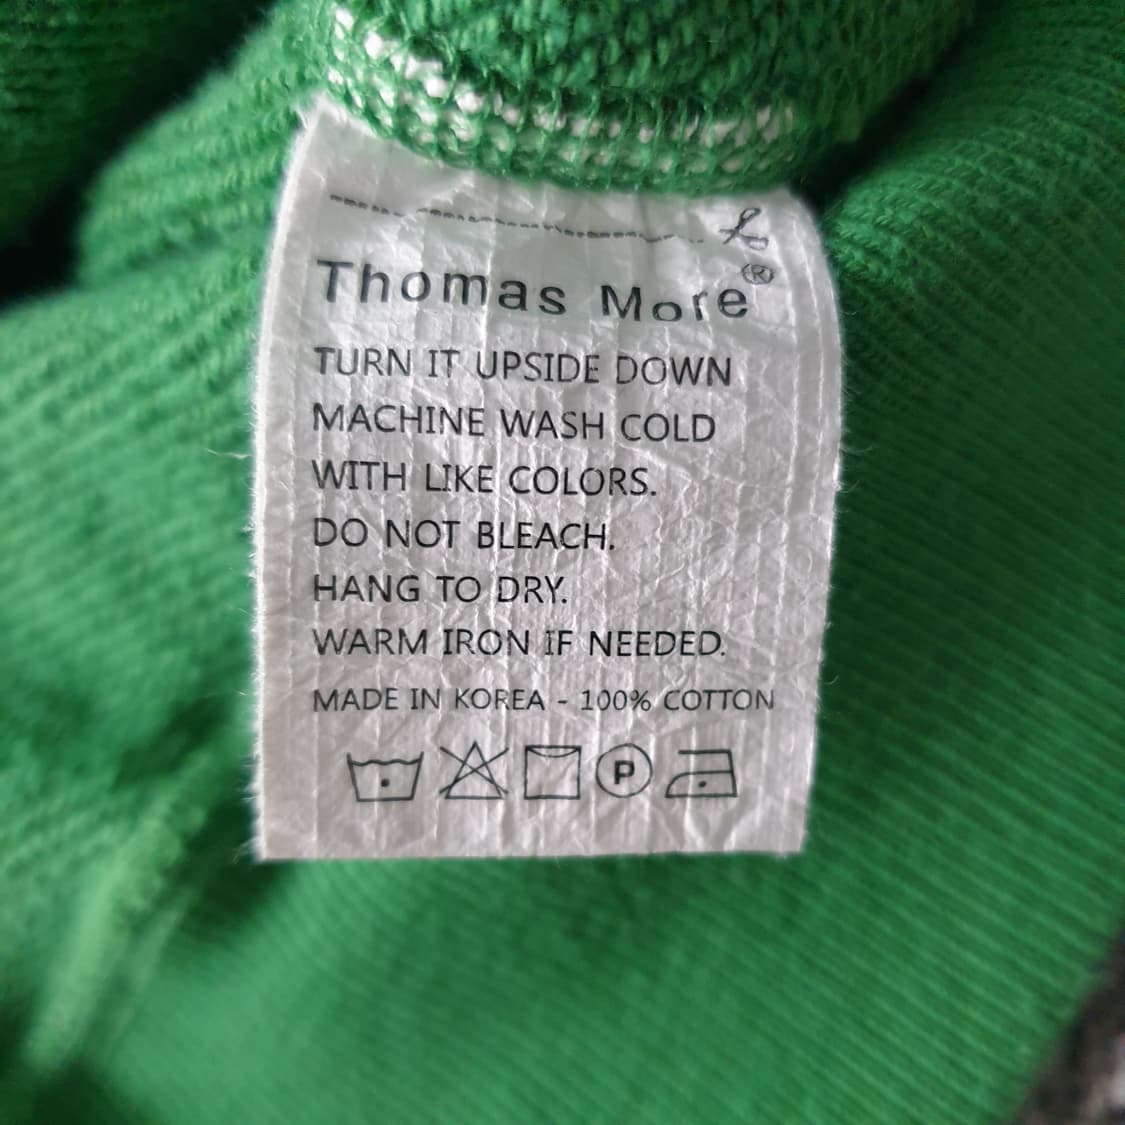 Thomas More®
TURN IT UPSIDE DOWN
MACHINE WASH COLD
WITH LIKE COLORS.
DO NOT BLEACH.
HANG TO DRY.
WARM IRON IF NEEDED.
MADE IN KOREA - 100% COTTON
P